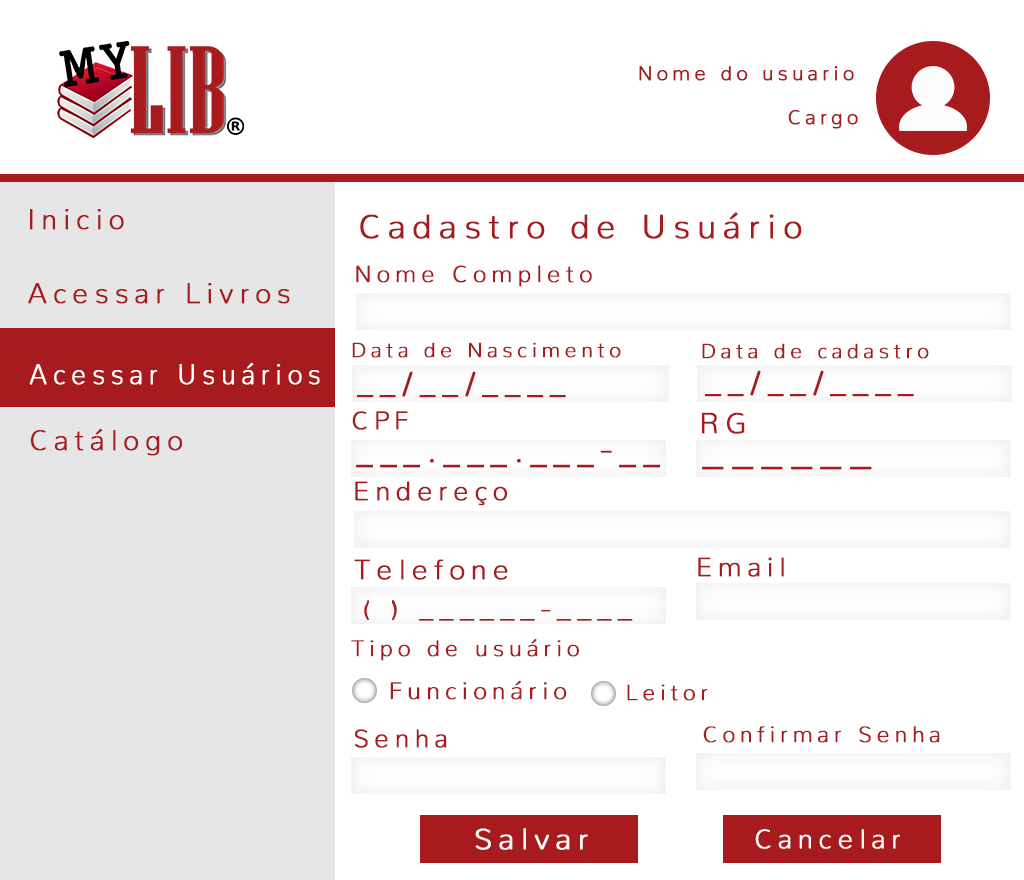 MY LIB ®
Nome do usuario
Cargo
Inicio
Acessar Livros
Acessar Usuários
Catálogo
Cadastro de Usuário
Nome Completo
Data de Nascimento
Data de cadastro
__/__/____
__/__/____
CPF
RG
___.___.___-__
______
Endereço
Telefone
Email
( ) ______-____
Tipo de usuário
Funcionário
Leitor
Senha
Confirmar Senha
Salvar
Cancelar